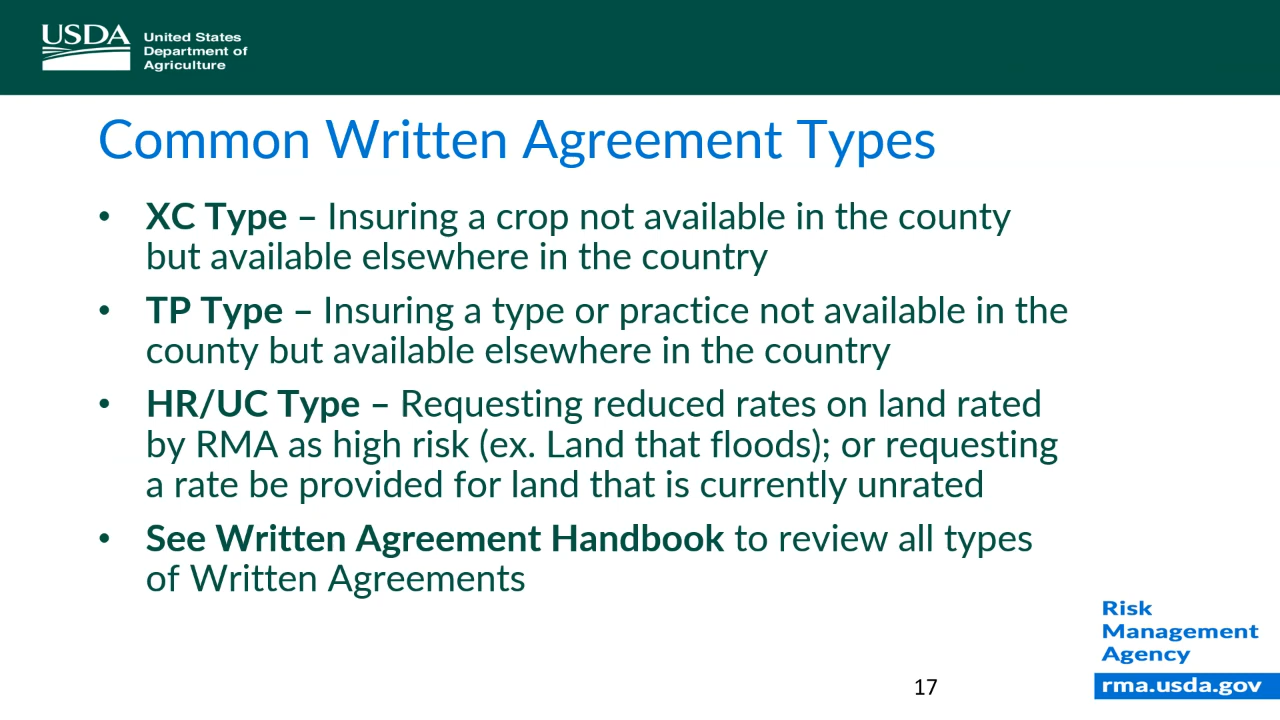 USDA
United States
Department of
Agriculture
Common Written Agreement Types
• XC Type – Insuring a crop not available in the county
but available elsewhere in the country
• TP Type – Insuring a type or practice not available in the
county but available elsewhere in the country
• HR/UC Type – Requesting reduced rates on land rated
by RMA as high risk (ex. Land that floods); or requesting
a rate be provided for land that is currently unrated
• See Written Agreement Handbook to review all types
of Written Agreements
Risk
Management
Agency
rma.usda.gov
17